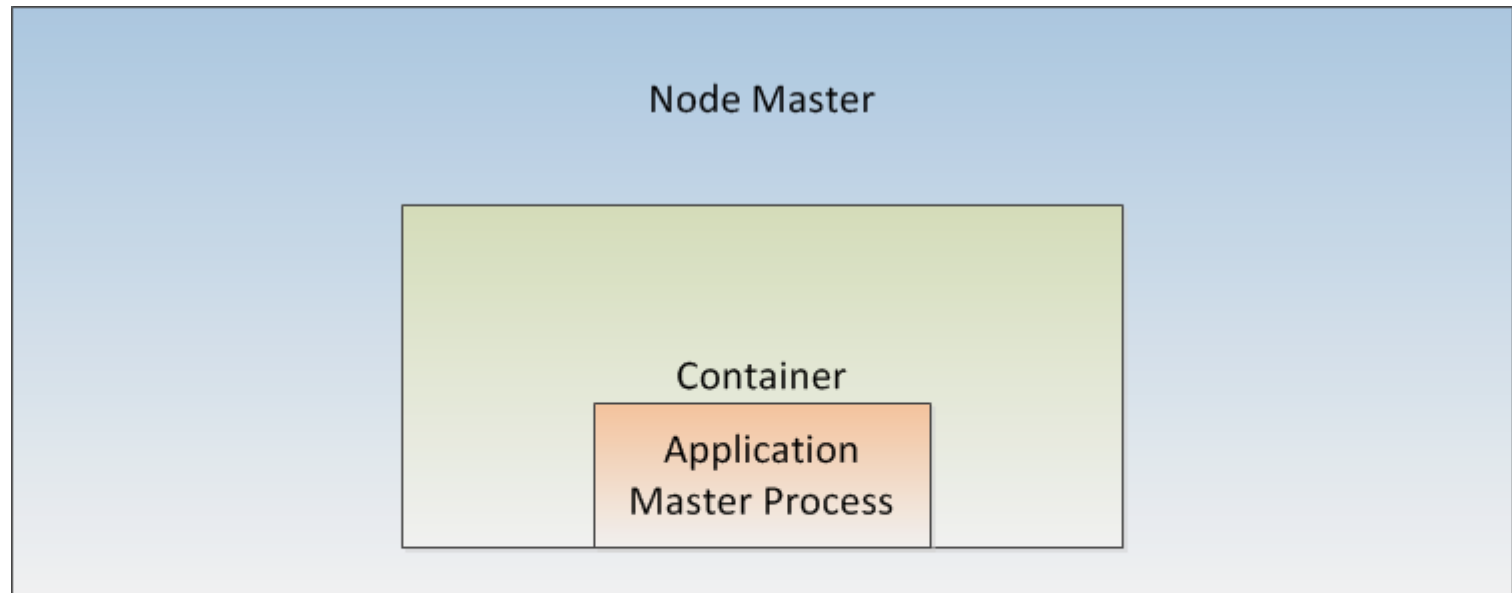 Node Master
Container
Application
Master Process